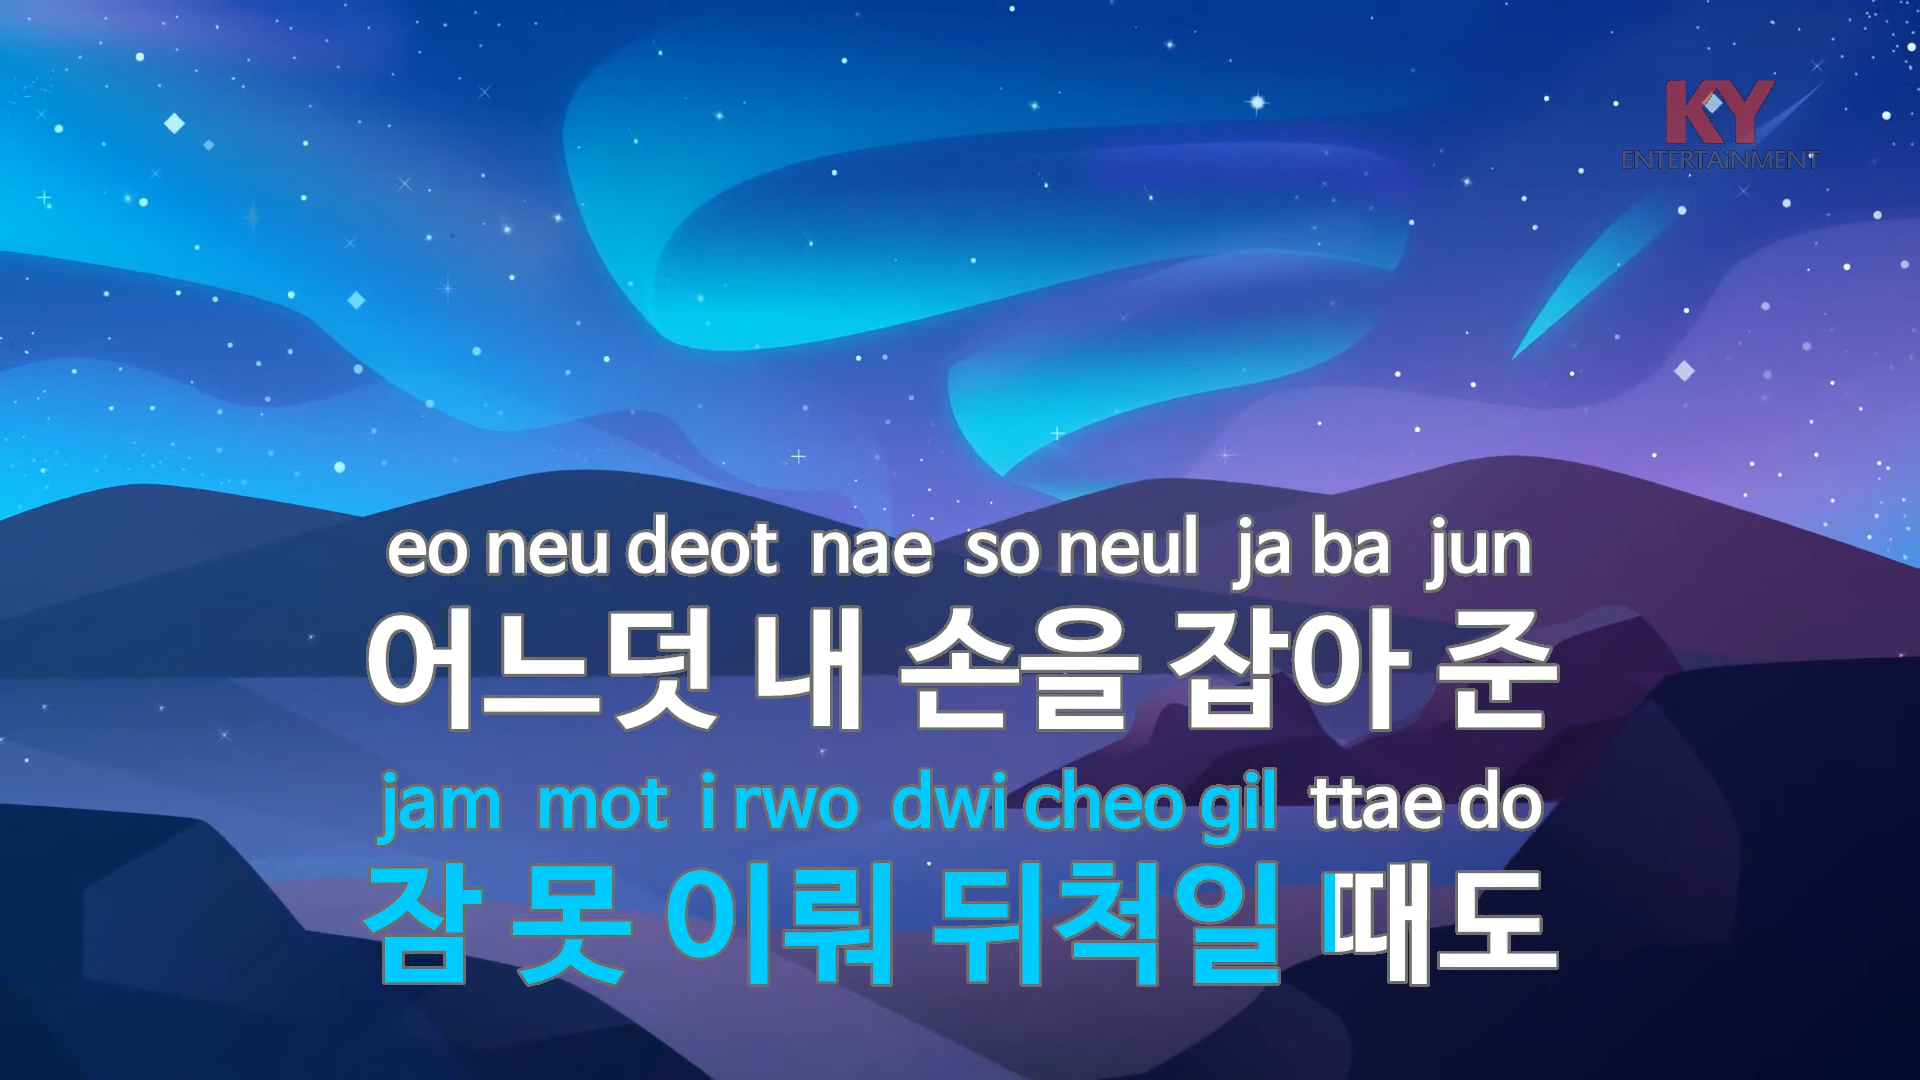 KY
ENTERTAiNMENT
eo neu deot nae so neul ja ba jun
어느덧 내 손을 잡아 준
jam mot i rwo dwi cheo gil ttae do
잠 못 이뤄 뒤척일 때도